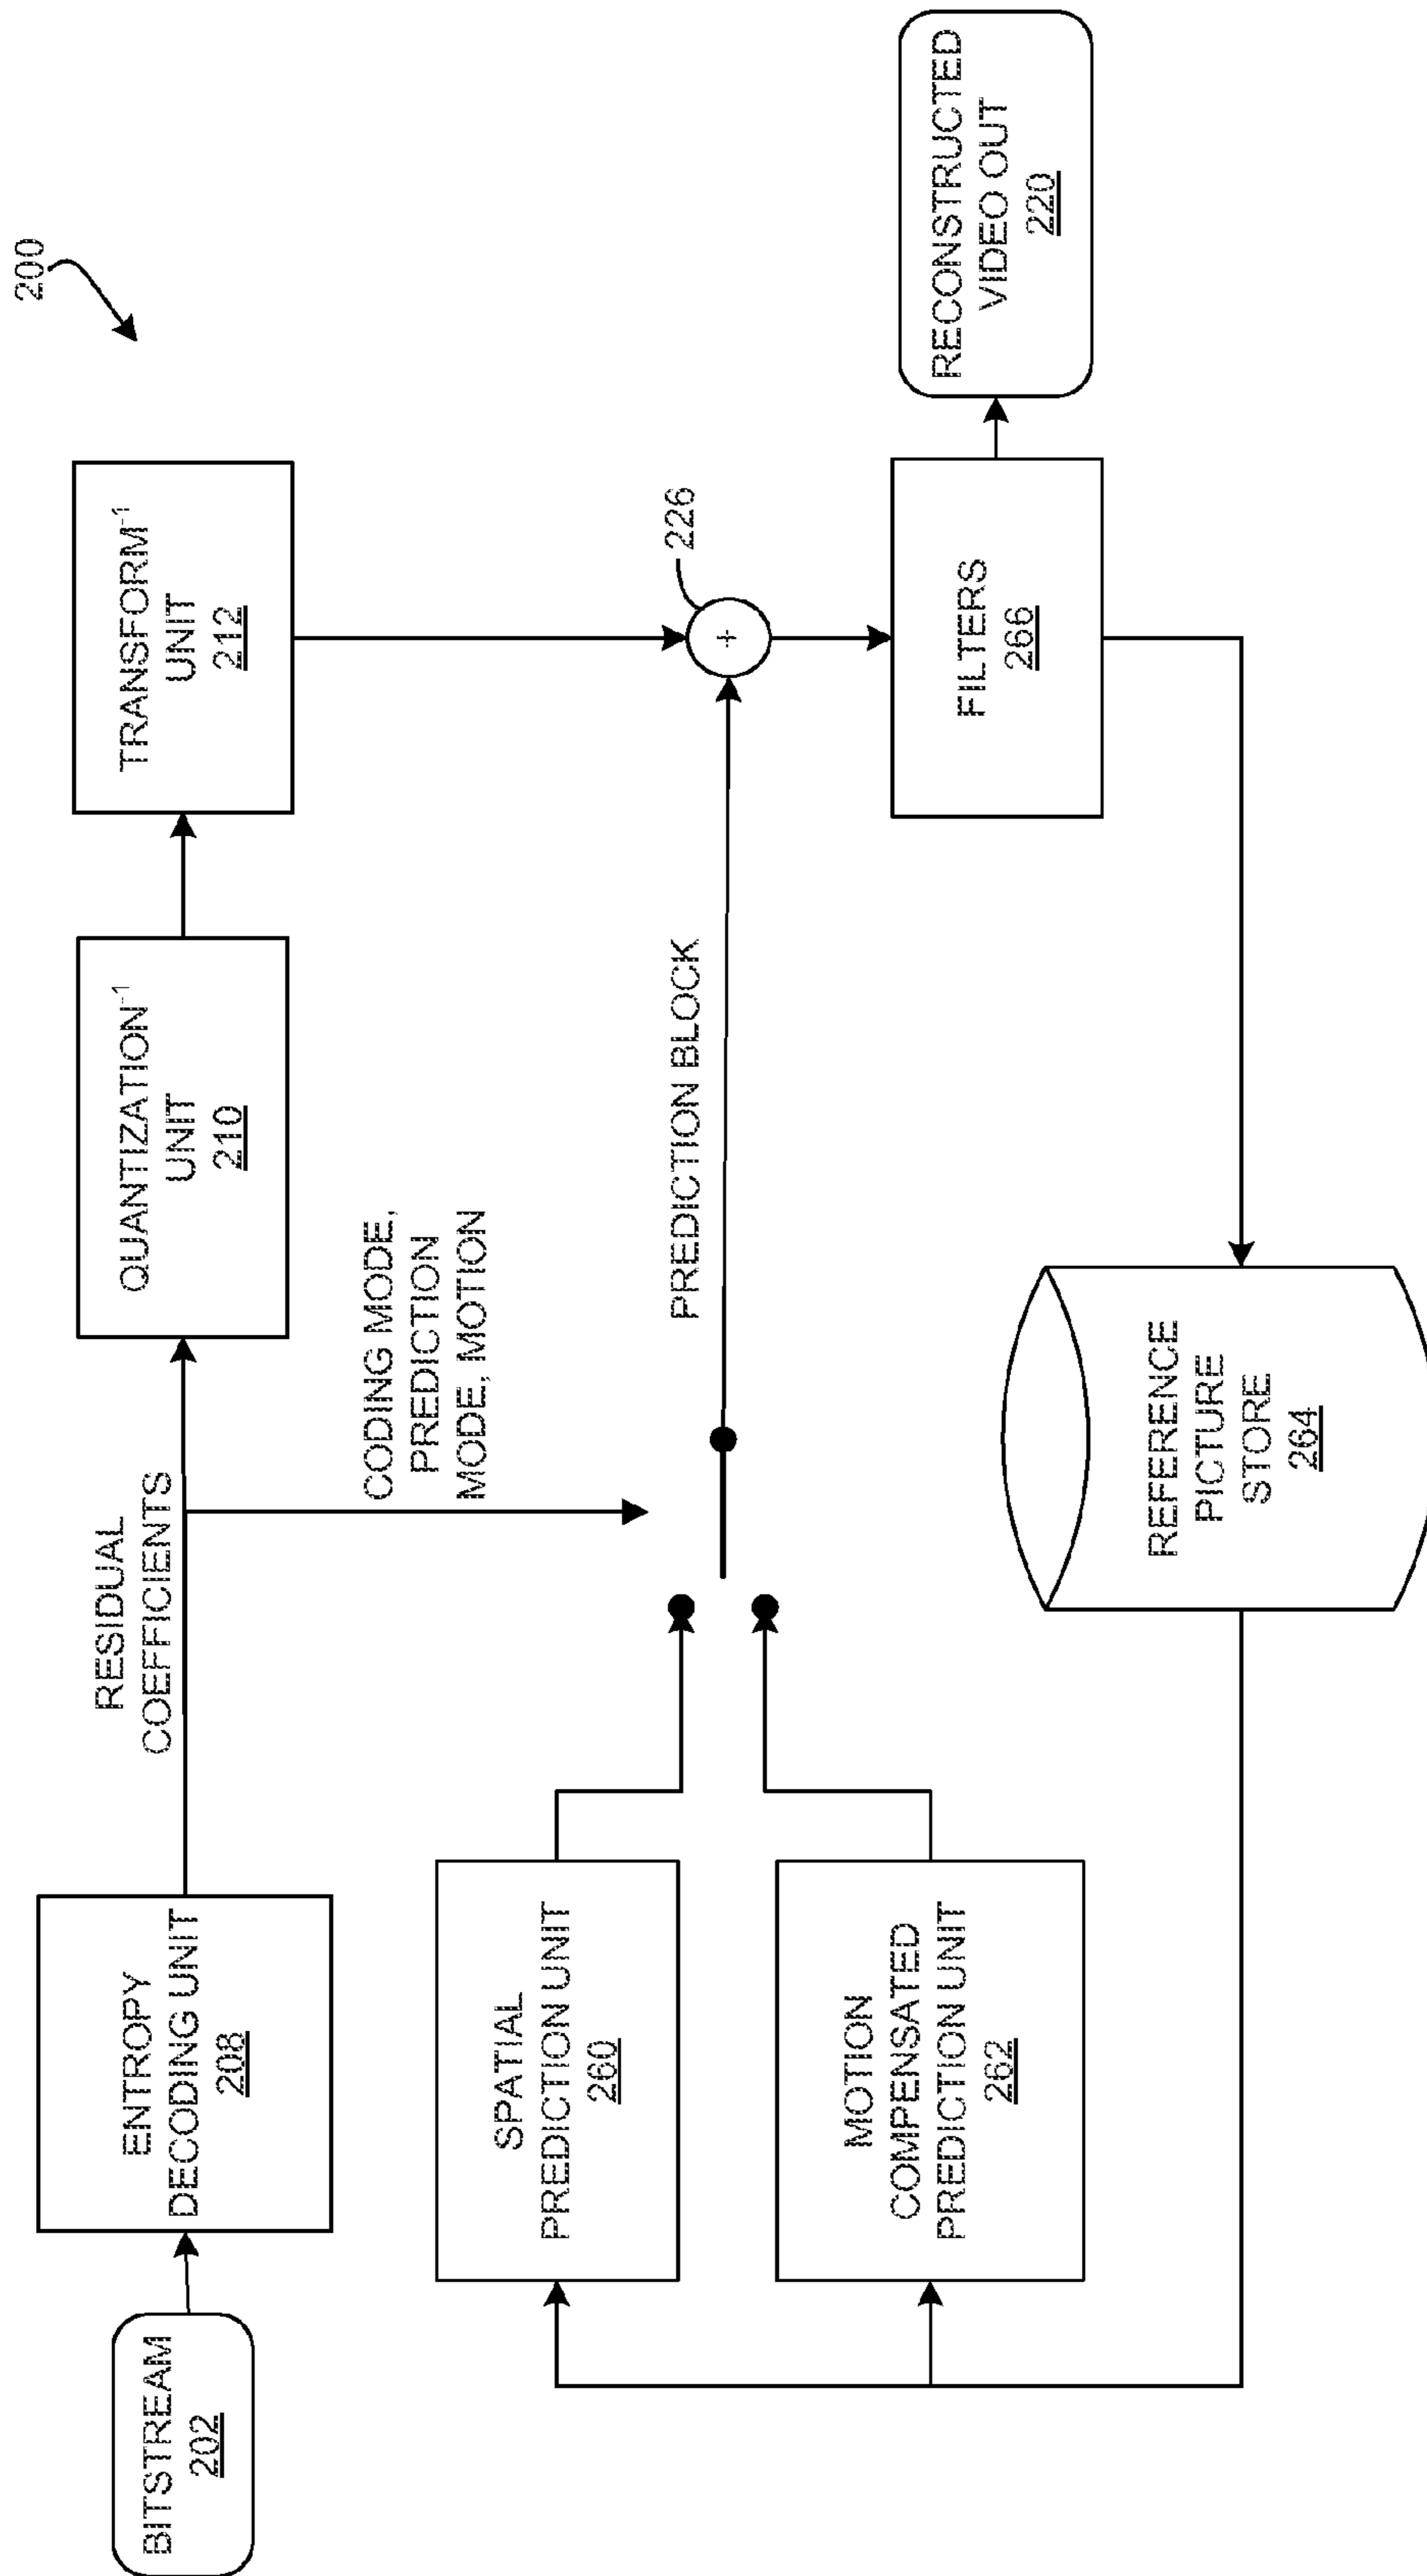 200
BITSTREAM
202
ENTROPY
DECODING UNIT
208
RESIDUAL
COEFFICIENTS
QUANTIZATION⁻¹
UNIT
210
TRANSFORM⁻¹
UNIT
212
CODING MODE,
PREDICTION
MODE, MOTION
SPATIAL
PREDICTION UNIT
260
MOTION
COMPENSATED
PREDICTION UNIT
262
PREDICTION BLOCK
226
+
FILTERS
266
RECONSTRUCTED
VIDEO OUT
220
REFERENCE
PICTURE
STORE
264